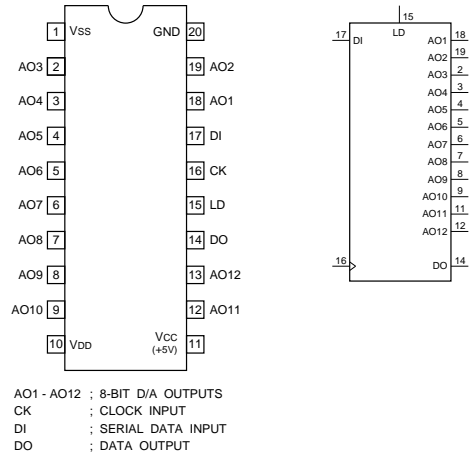 1 VSS GND 20
AO3 2 19 AO2
AO4 3 18 AO1
AO5 4 17 DI
AO6 5 16 CK
AO7 6 15 LD
AO8 7 14 DO
AO9 8 13 AO12
AO10 9 12 AO11
10 VDD VCC 11
(+5V)
15
17 DI LD AO1 18
AO2 19
AO3 2
AO4 3
AO5 4
AO6 5
AO7 6
AO8 7
AO9 8
AO10 9
AO11 11
AO12 12
16 DO 14
AO1 - AO12 ; 8-BIT D/A OUTPUTS
CK ; CLOCK INPUT
DI ; SERIAL DATA INPUT
DO ; DATA OUTPUT